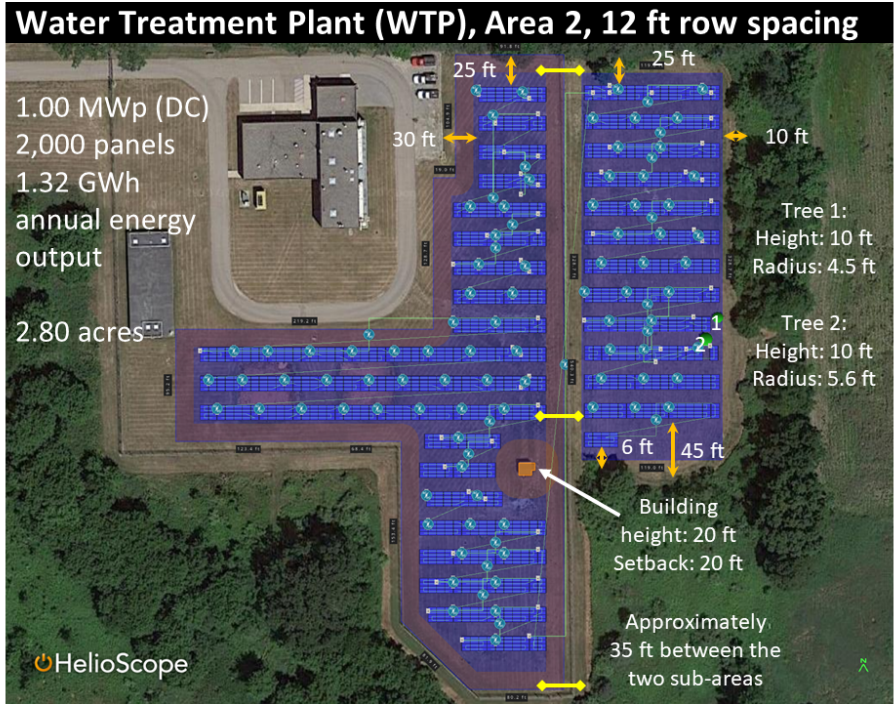 Water Treatment Plant (WTP), Area 2, 12 ft row spacing
25 ft
25 ft
1.00 MWp (DC)
2,000 panels
1.32 GWh
annual energy
output
2.80 acres
30 ft
10 ft
Tree 1:
Height: 10 ft
Radius: 4.5 ft
1
2
Tree 2:
Height: 10 ft
Radius: 5.6 ft
6 ft
45 ft
Building
height: 20 ft
Setback: 20 ft
Approximately
35 ft between the
two sub-areas
HelioScope
N